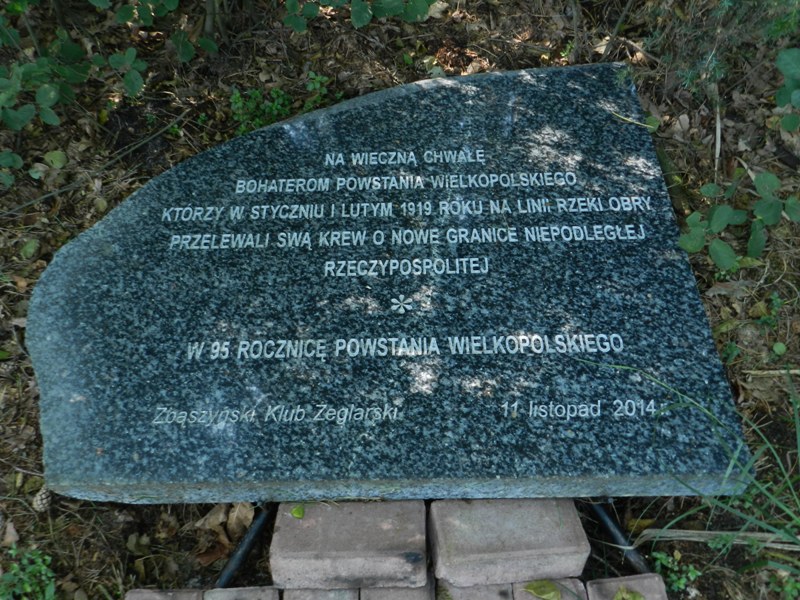 NA WIECZNĄ CHWAŁĘ
BOHATEROM POWSTANIA WIELKOPOLSKIEGO
KTÓRZY W STYCZNIU I LUTYM 1919 ROKU NA LINII RZEKI OBRY
PRZELEWALI SWĄ KREW O NOWE GRANICE NIEPODLEGŁEJ
RZECZYPOSPOLITEJ
*
W 95 ROCZNICĘ POWSTANIA WIELKOPOLSKIEGO
Zbąszyński Klub Żeglarski 11 listopad 2014 r.